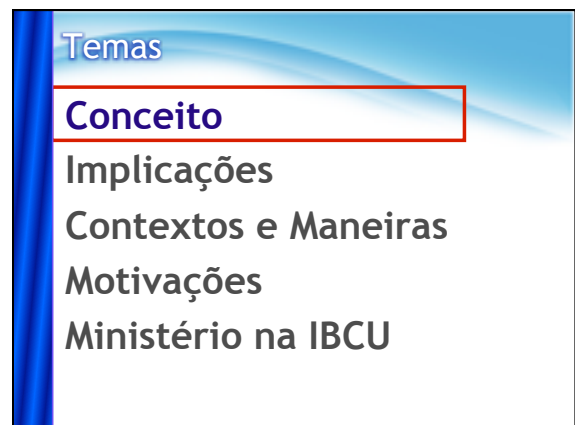 Temas
Conceito
Implicações
Contextos e Maneiras
Motivações
Ministério na IBCU